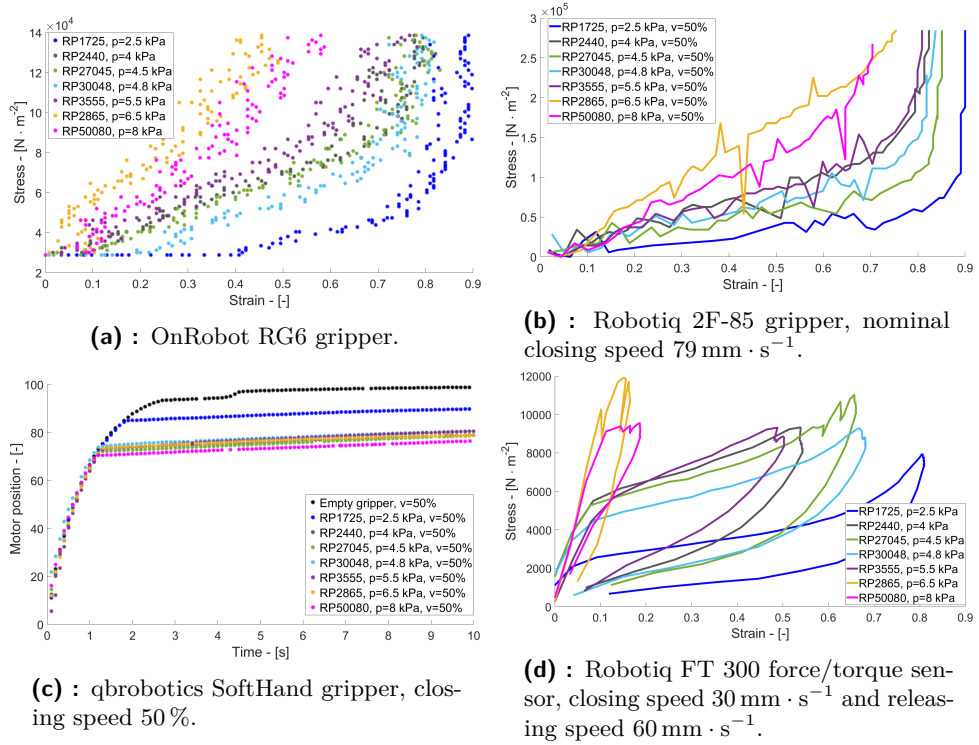 ×10⁴
14
12
10
8
6
4
2
Stress - [N · m⁻²]
RP1725, p=2.5 kPa
RP2440, p=4 kPa
RP27045, p=4.5 kPa
RP30048, p=4.8 kPa
RP3555, p=5.5 kPa
RP2865, p=6.5 kPa
RP50080, p=8 kPa
0 0.1 0.2 0.3 0.4 0.5 0.6 0.7 0.8 0.9
Strain - [-]
(a) : OnRobot RG6 gripper.
×10⁵
3
2.5
2
1.5
1
0.5
0
Stress - [N · m⁻²]
RP1725, p=2.5 kPa, v=50%
RP2440, p=4 kPa, v=50%
RP27045, p=4.5 kPa, v=50%
RP30048, p=4.8 kPa, v=50%
RP3555, p=5.5 kPa, v=50%
RP2865, p=6.5 kPa, v=50%
RP50080, p=8 kPa, v=50%
0 0.1 0.2 0.3 0.4 0.5 0.6 0.7 0.8 0.9
Strain - [-]
(b) : Robotiq 2F-85 gripper, nominal
closing speed 79 mm · s⁻¹.
100
80
60
40
20
0
Motor position - [-]
Empty gripper, v=50%
RP1725, p=2.5 kPa, v=50%
RP2440, p=4 kPa, v=50%
RP27045, p=4.5 kPa, v=50%
RP30048, p=4.8 kPa, v=50%
RP3555, p=5.5 kPa, v=50%
RP2865, p=6.5 kPa, v=50%
RP50080, p=8 kPa, v=50%
0 1 2 3 4 5 6 7 8 9 10
Time - [s]
(c) : qbrobotics SoftHand gripper, clos-
ing speed 50 %.
12000
10000
8000
6000
4000
2000
0
Stress - [N · m⁻²]
RP1725, p=2.5 kPa
RP2440, p=4 kPa
RP27045, p=4.5 kPa
RP30048, p=4.8 kPa
RP3555, p=5.5 kPa
RP2865, p=6.5 kPa
RP50080, p=8 kPa
0 0.1 0.2 0.3 0.4 0.5 0.6 0.7 0.8 0.9
Strain - [-]
(d) : Robotiq FT 300 force/torque sen-
sor, closing speed 30 mm · s⁻¹ and releas-
ing speed 60 mm · s⁻¹.